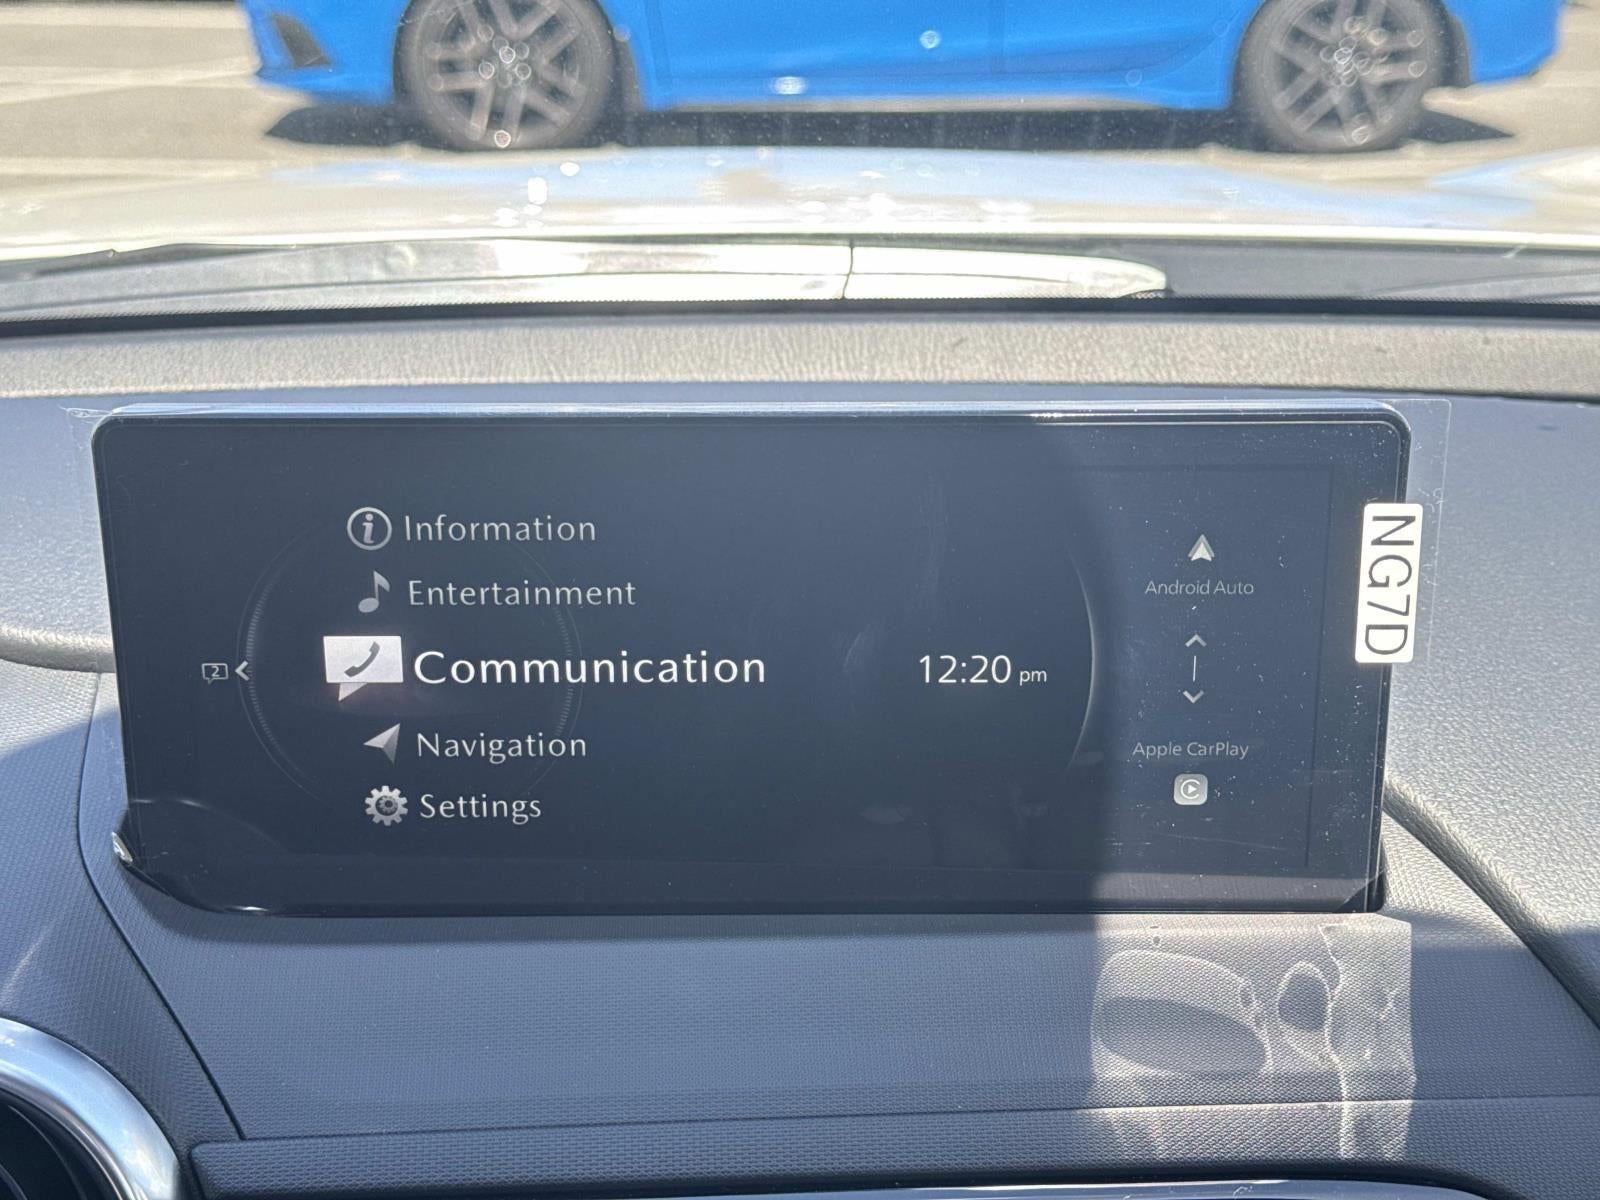 Information
Entertainment
2
Communication
12:20 pm
Navigation
Settings
Android Auto
Apple CarPlay
NG7D